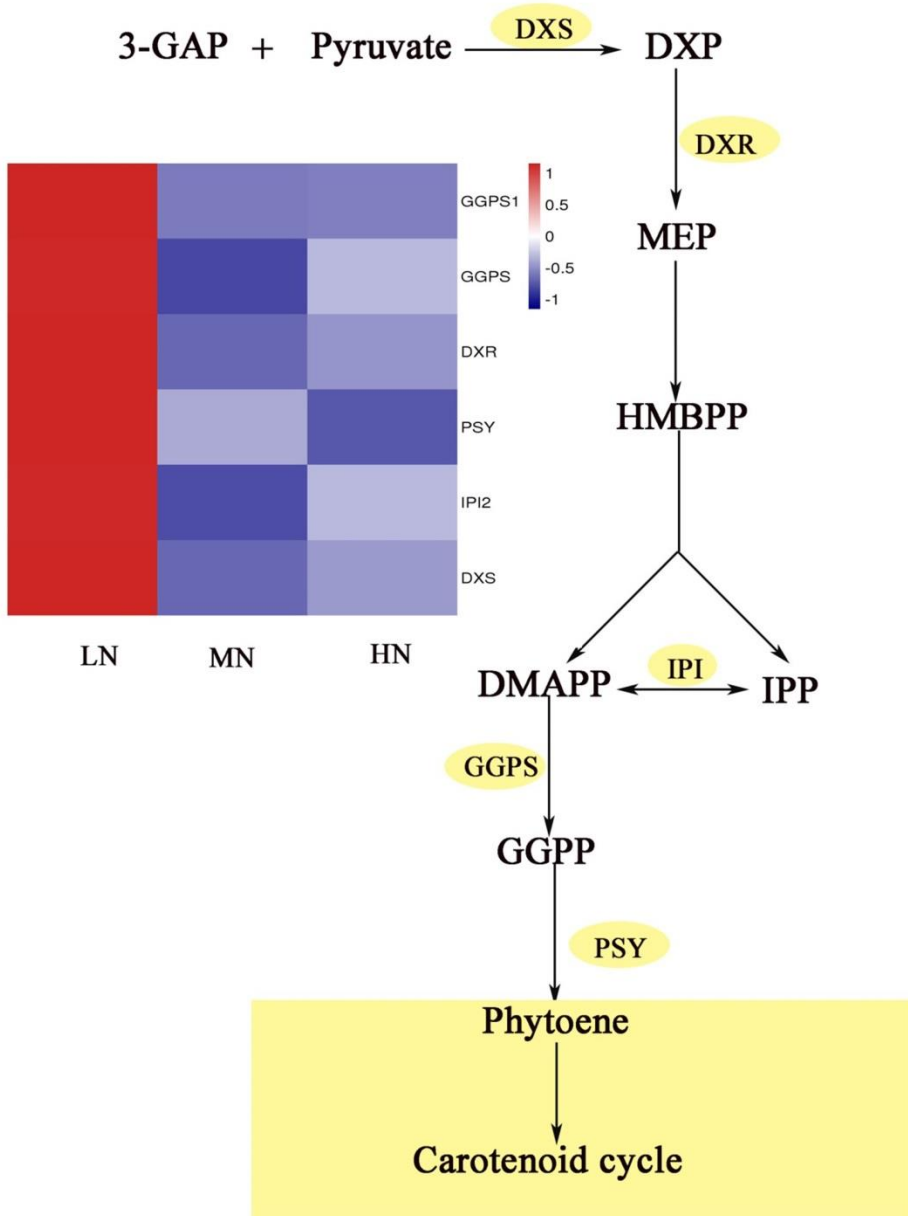 3-GAP + Pyruvate DXS DXP
DXR
MEP
HMBPP
GGPS1
GGPS
DXR
PSY
IPI2
DXS
1
0.5
0
-0.5
-1
LN MN HN
DMAPP IPI IPP
GGPS
GGPP
PSY
Phytoene
Carotenoid cycle